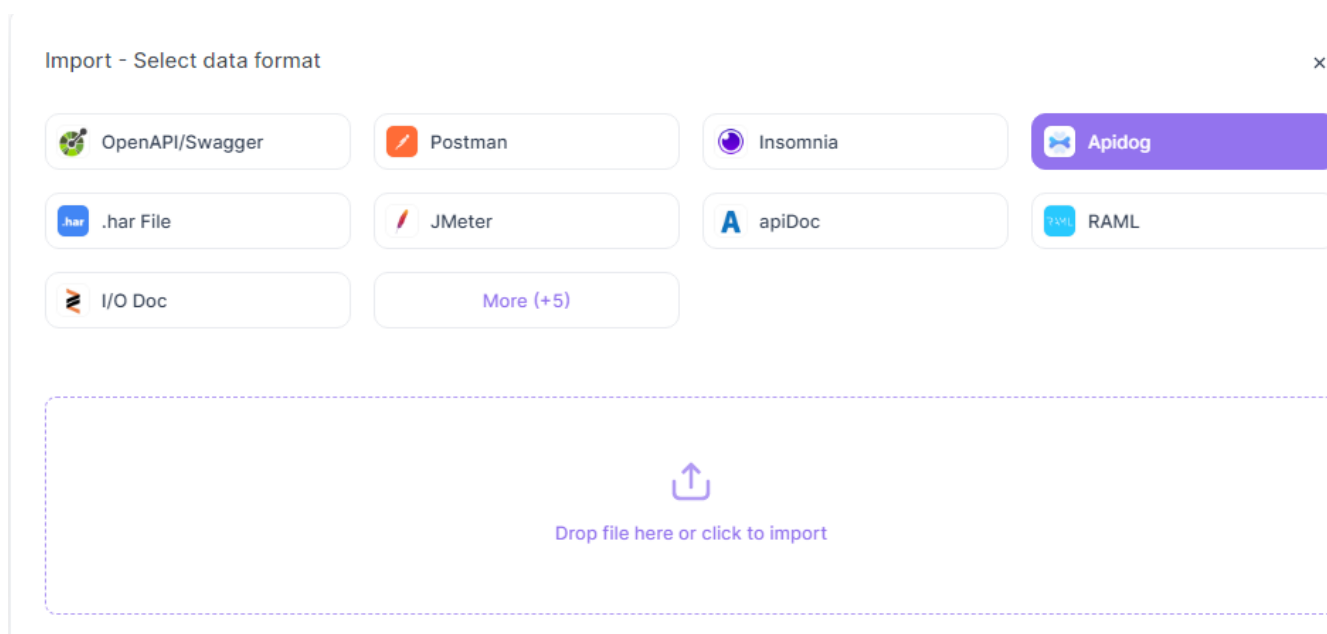 Import - Select data format
×
OpenAPI/Swagger
Postman
Insomnia
Apidog
.har
.har File
JMeter
apiDoc
RAML
RAML
I/O Doc
More (+5)
Drop file here or click to import